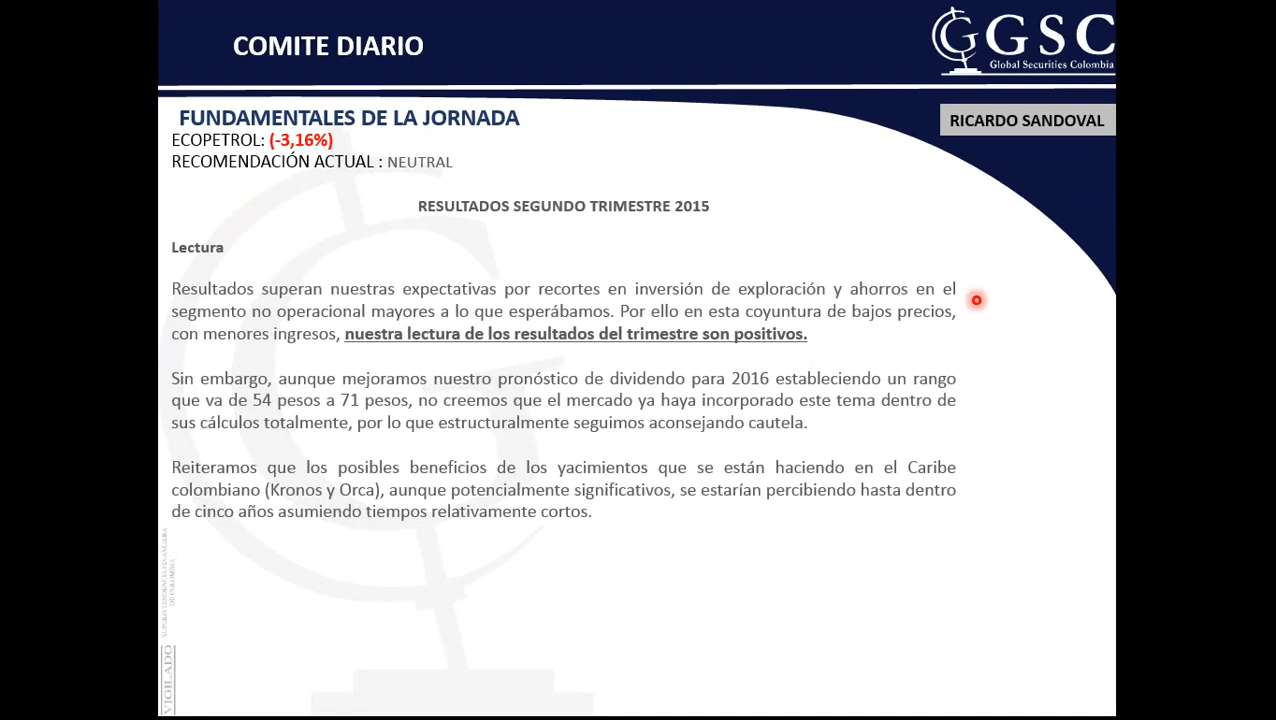 COMITE DIARIO
GSC
Global Securities Colombia
RICARDO SANDOVAL
FUNDAMENTALES DE LA JORNADA
ECOPETROL: (-3,16%)
RECOMENDACIÓN ACTUAL : NEUTRAL
RESULTADOS SEGUNDO TRIMESTRE 2015
Lectura
Resultados superan nuestras expectativas por recortes en inversión de exploración y ahorros en el
segmento no operacional mayores a lo que esperábamos. Por ello en esta coyuntura de bajos precios,
con menores ingresos, nuestra lectura de los resultados del trimestre son positivos.
Sin embargo, aunque mejoramos nuestro pronóstico de dividendo para 2016 estableciendo un rango
que va de 54 pesos a 71 pesos, no creemos que el mercado ya haya incorporado este tema dentro de
sus cálculos totalmente, por lo que estructuralmente seguimos aconsejando cautela.
Reiteramos que los posibles beneficios de los yacimientos que se están haciendo en el Caribe
colombiano (Kronos y Orca), aunque potencialmente significativos, se estarían percibiendo hasta dentro
de cinco años asumiendo tiempos relativamente cortos.
VIGILADO
SUPERINTENDENCIA FINANCIERA
DE COLOMBIA